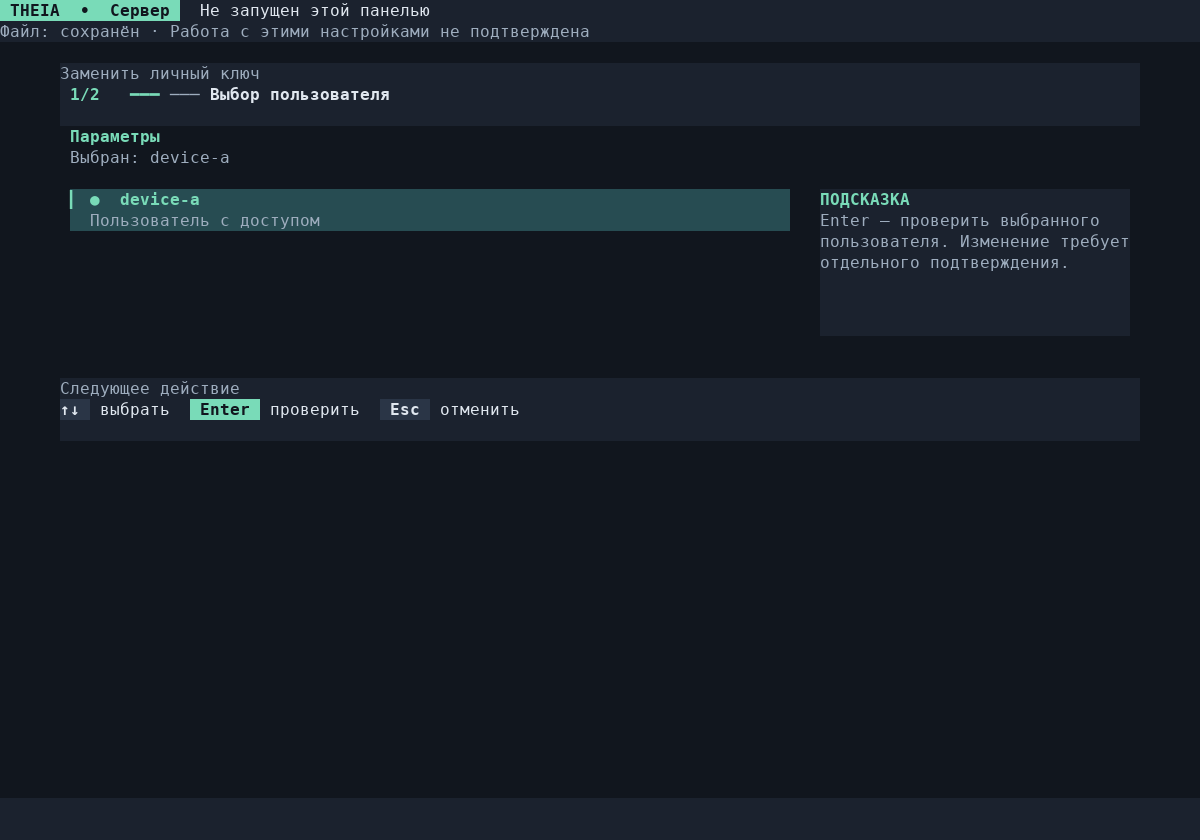 THEIA • Сервер Не запущен этой панелью
Файл: сохранён · Работа с этими настройками не подтверждена
Заменить личный ключ
1/2 ━━━ ─── Выбор пользователя
Параметры
Выбран: device-a
● device-a
Пользователь с доступом
ПОДСКАЗКА
Enter — проверить выбранного
пользователя. Изменение требует
отдельного подтверждения.
Следующее действие
↑↓ выбрать Enter проверить Esc отменить